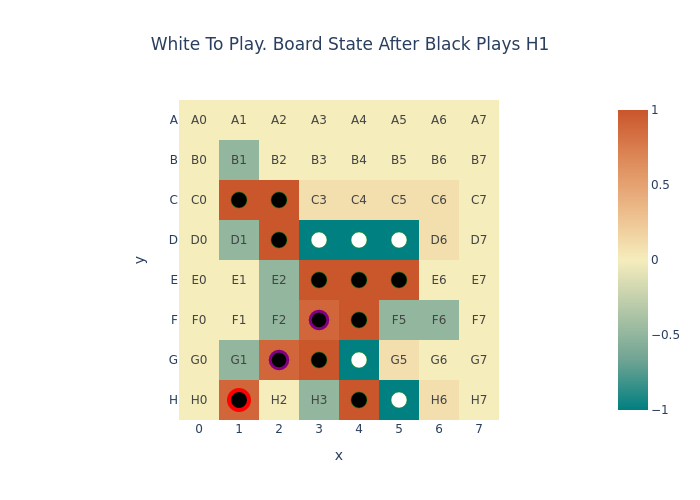 White To Play. Board State After Black Plays H1
A A0 A1 A2 A3 A4 A5 A6 A7
B B0 B1 B2 B3 B4 B5 B6 B7
C C0 C3 C4 C5 C6 C7
D D0 D1 D6 D7
E E0 E1 E2 E6 E7
F F0 F1 F2 F5 F6 F7
G G0 G1 G5 G6 G7
H H0 H2 H3 H6 H7
0 1 2 3 4 5 6 7
x
y
1
0.5
0
−0.5
−1